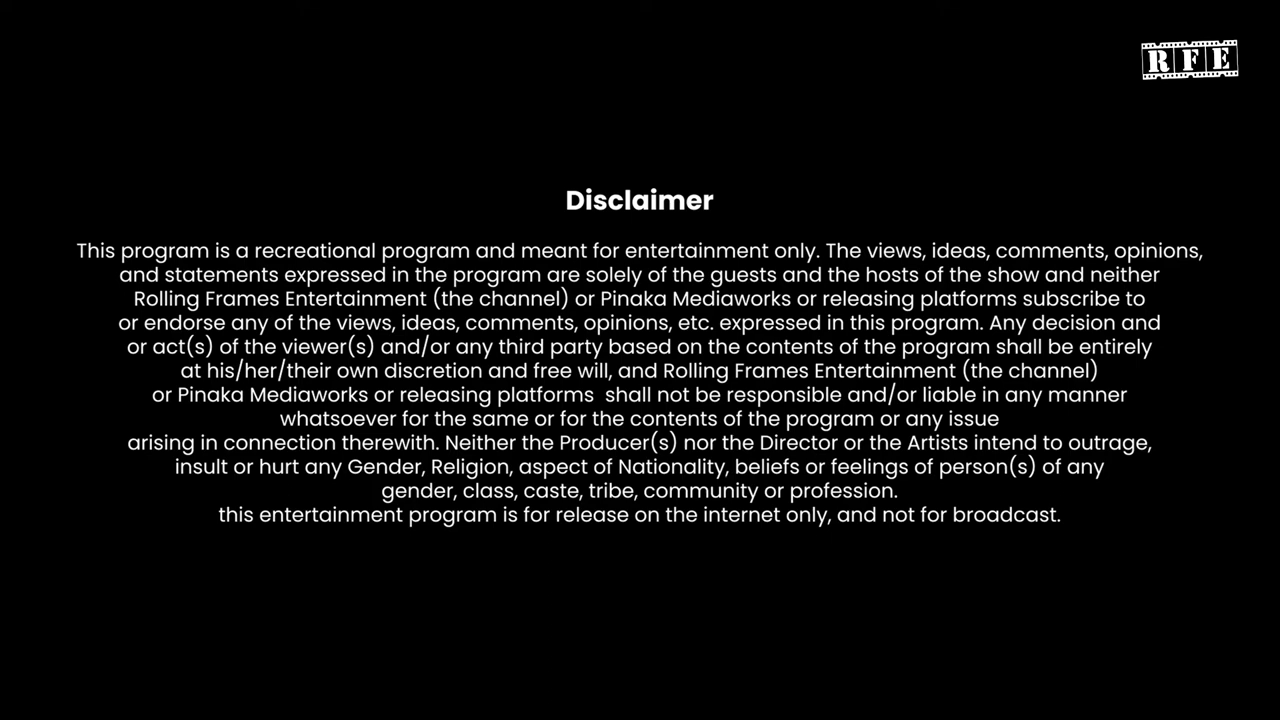 RFE
Disclaimer
This program is a recreational program and meant for entertainment only. The views, ideas, comments, opinions,
and statements expressed in the program are solely of the guests and the hosts of the show and neither
Rolling Frames Entertainment (the channel) or Pinaka Mediaworks or releasing platforms subscribe to
or endorse any of the views, ideas, comments, opinions, etc. expressed in this program. Any decision and
or act(s) of the viewer(s) and/or any third party based on the contents of the program shall be entirely
at his/her/their own discretion and free will, and Rolling Frames Entertainment (the channel)
or Pinaka Mediaworks or releasing platforms  shall not be responsible and/or liable in any manner
whatsoever for the same or for the contents of the program or any issue
arising in connection therewith. Neither the Producer(s) nor the Director or the Artists intend to outrage,
insult or hurt any Gender, Religion, aspect of Nationality, beliefs or feelings of person(s) of any
gender, class, caste, tribe, community or profession.
this entertainment program is for release on the internet only, and not for broadcast.